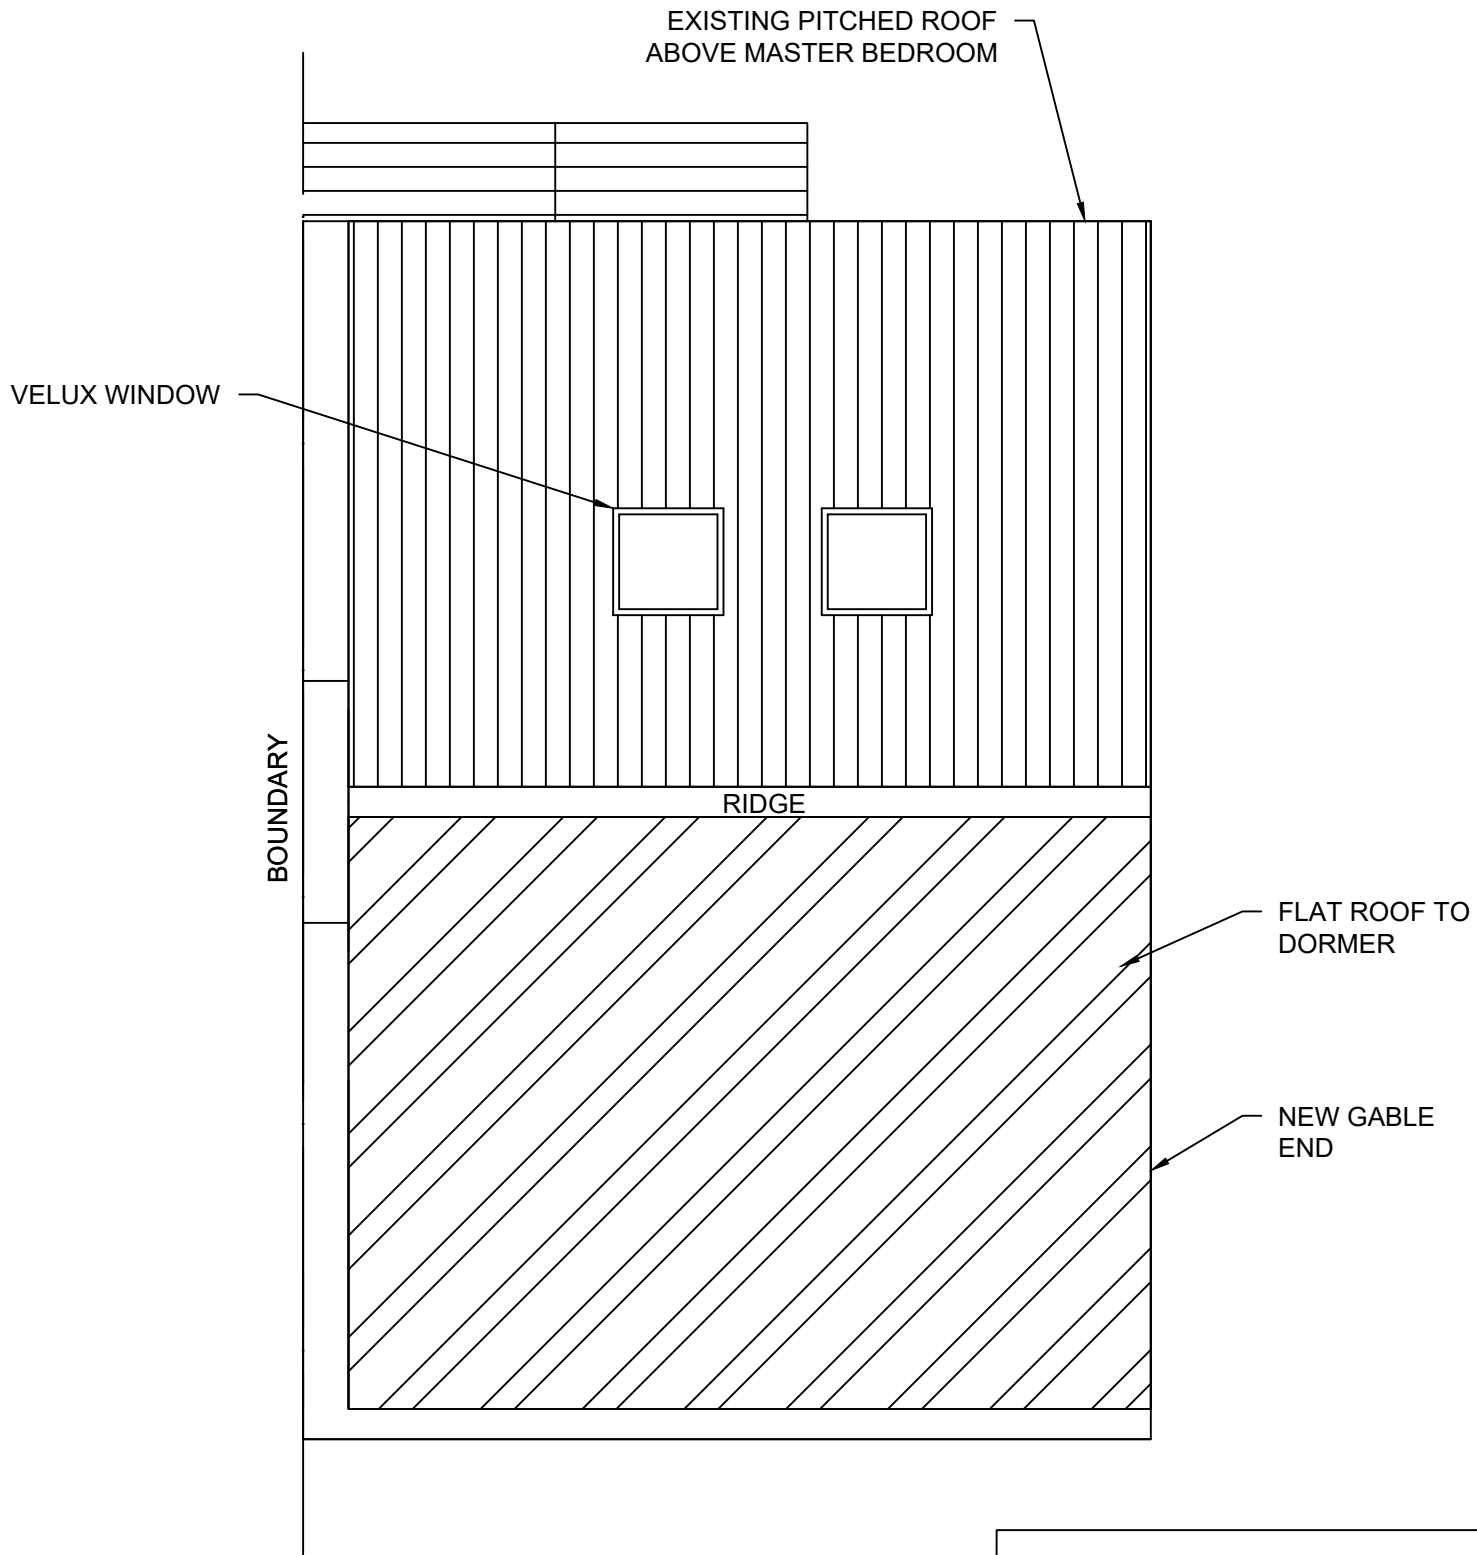 EXISTING PITCHED ROOF
ABOVE MASTER BEDROOM
VELUX WINDOW
BOUNDARY
RIDGE
FLAT ROOF TO
DORMER
NEW GABLE
END